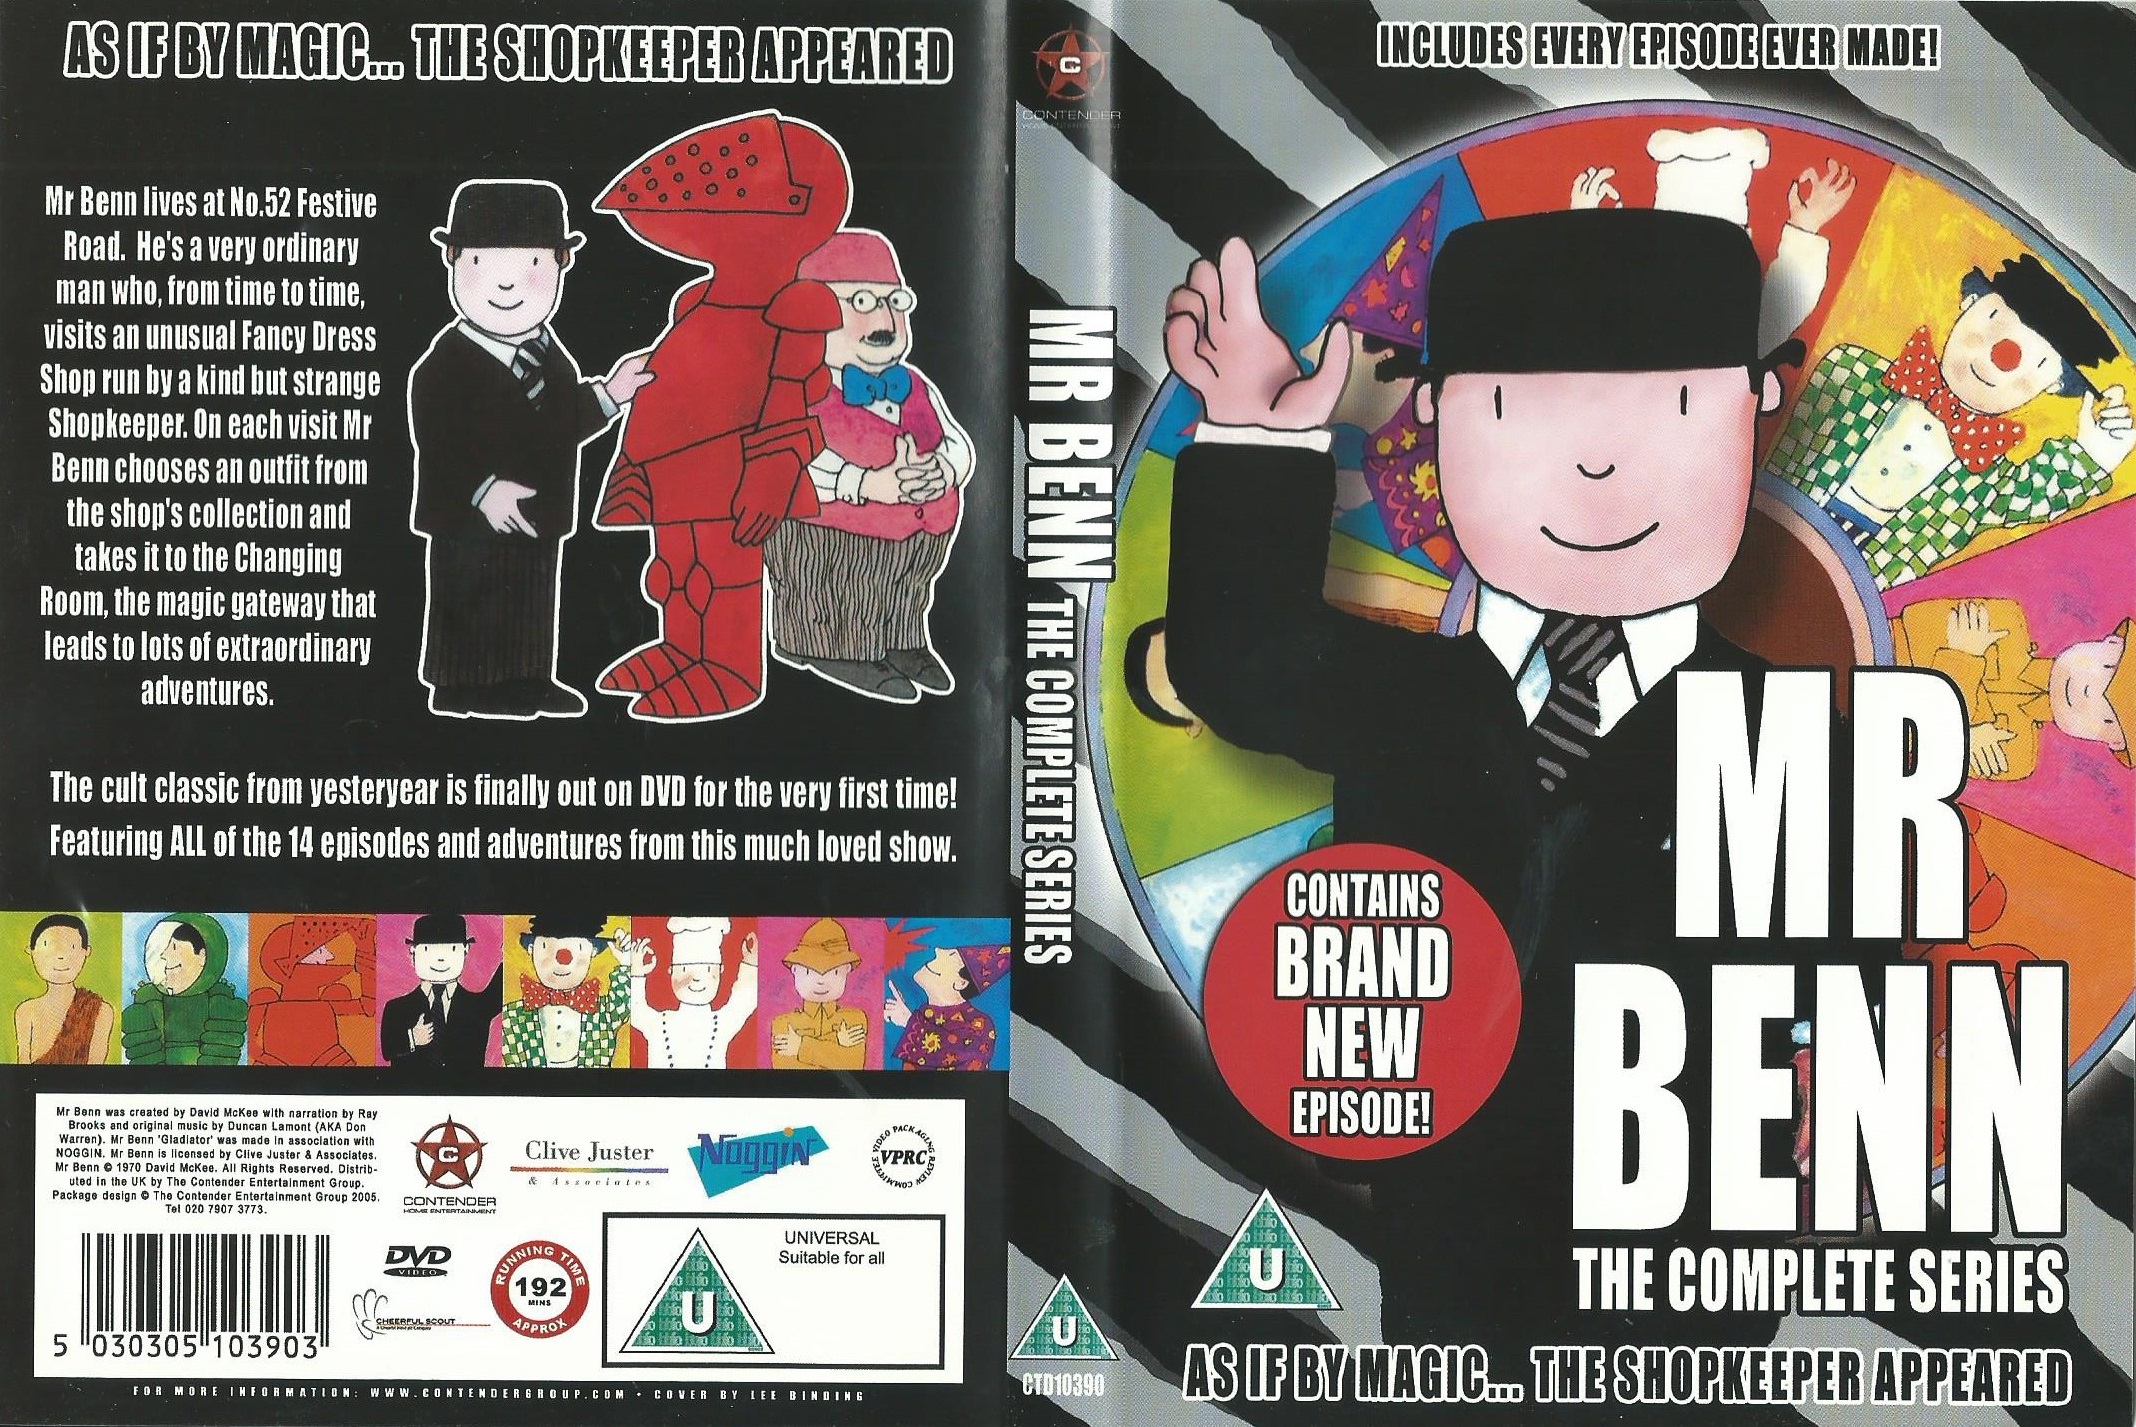 AS IF BY MAGIC... THE SHOPKEEPER APPEARED
Mr Benn lives at No.52 Festive
Road. He's a very ordinary
man who, from time to time,
visits an unusual Fancy Dress
Shop run by a kind but strange
Shopkeeper. On each visit Mr
Benn chooses an outfit from
the shop's collection and
takes it to the Changing
Room, the magic gateway that
leads to lots of extraordinary
adventures.
The cult classic from yesteryear is finally out on DVD for the very first time!
Featuring ALL of the 14 episodes and adventures from this much loved show.
Mr Benn was created by David McKee with narration by Ray
Brooks and original music by Duncan Lamont (AKA Don
Warren). Mr Benn 'Gladiator' was made in association with
NOGGIN. Mr Benn is licensed by Clive Juster & Associates.
Mr Benn © 1970 David McKee. All Rights Reserved. Distrib-
uted in the UK by The Contender Entertainment Group.
Package design © The Contender Entertainment Group 2005.
Tel 020 7907 3773.
C
CONTENDER
HOME ENTERTAINMENT
Clive Juster
& Associates
Noggin
VIDEO PACKAGING REVIEW COMMITTEE
VPRC
5 030305 103903
DVD
VIDEO
CHEERFUL SCOUT
RUNNING TIME
192
MINS
APPROX
U
UNIVERSAL
Suitable for all
FOR MORE INFORMATION: WWW.CONTENDERGROUP.COM • COVER BY LEE BINDING
C
CONTENDER
HOME ENTERTAINMENT
MR BENN THE COMPLETE SERIES
U
CTD10390
INCLUDES EVERY EPISODE EVER MADE!
CONTAINS
BRAND
NEW
EPISODE!
MR
BENN
THE COMPLETE SERIES
U
AS IF BY MAGIC... THE SHOPKEEPER APPEARED